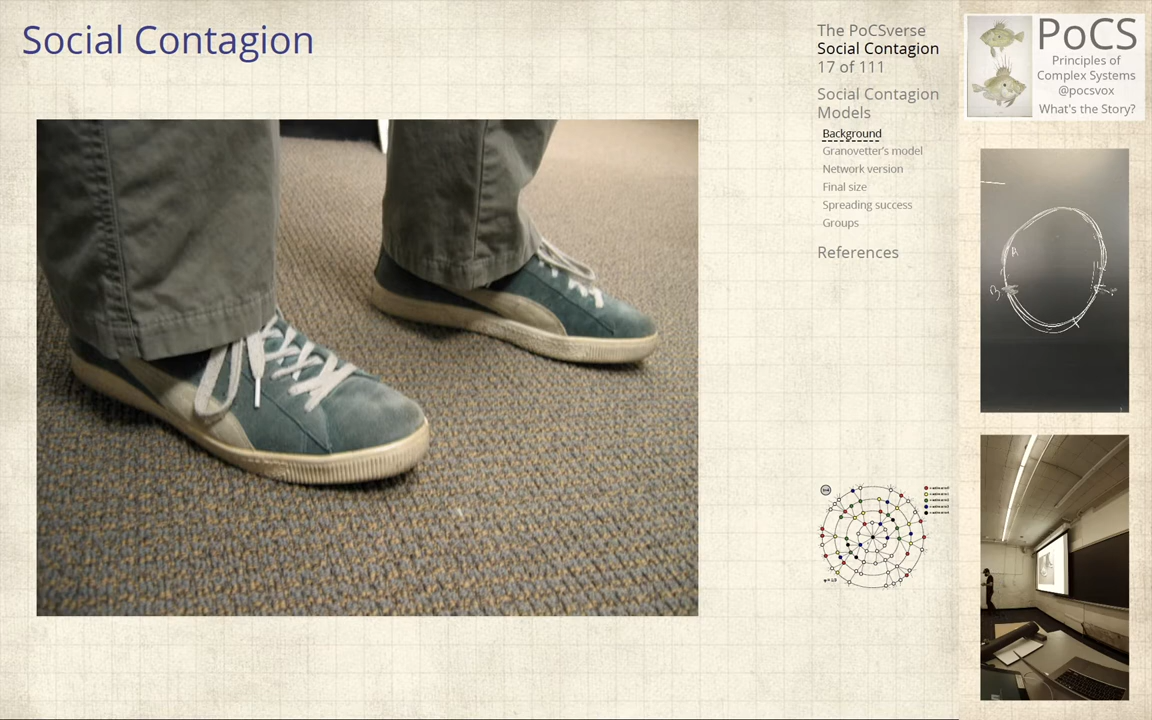 Social Contagion
The PoCSverse
Social Contagion
17 of 111
Social Contagion
Models
Background
Granovetter's model
Network version
Final size
Spreading success
Groups
References
PoCS
Principles of
Complex Systems
@pocsvox
What's the Story?
A
B